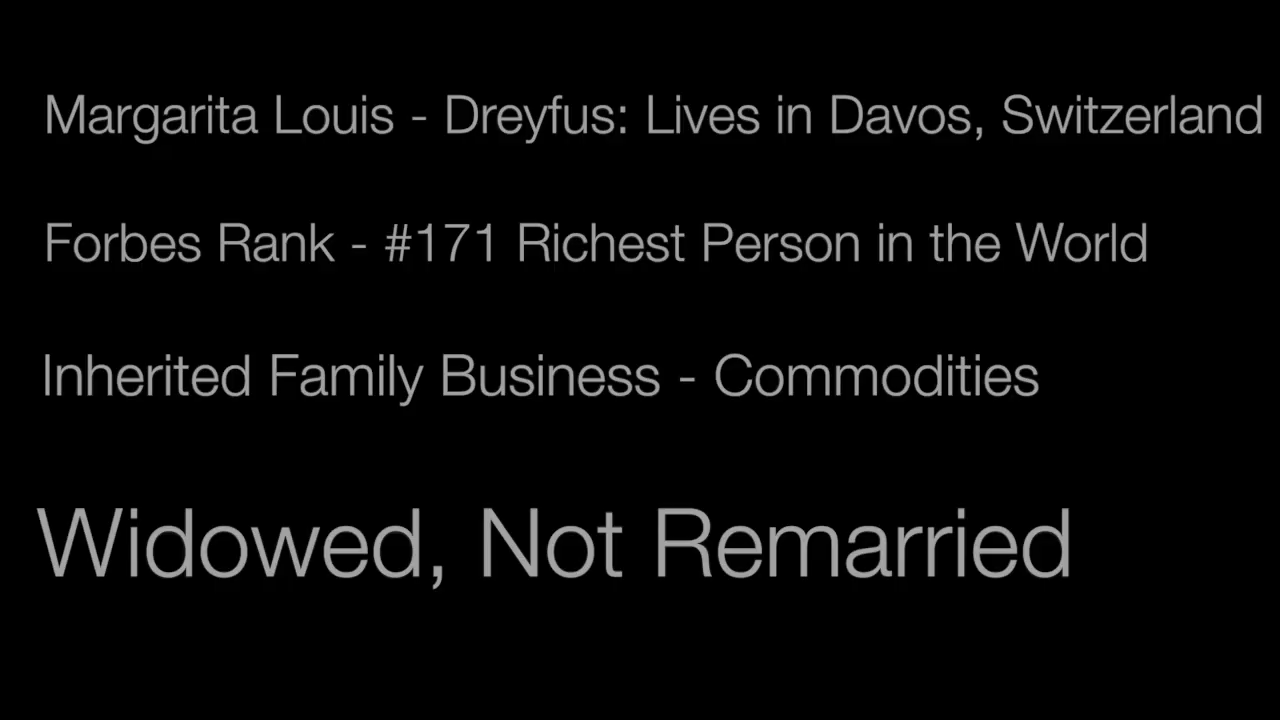 Margarita Louis - Dreyfus: Lives in Davos, Switzerland
Forbes Rank - #171 Richest Person in the World
Inherited Family Business - Commodities
Widowed, Not Remarried